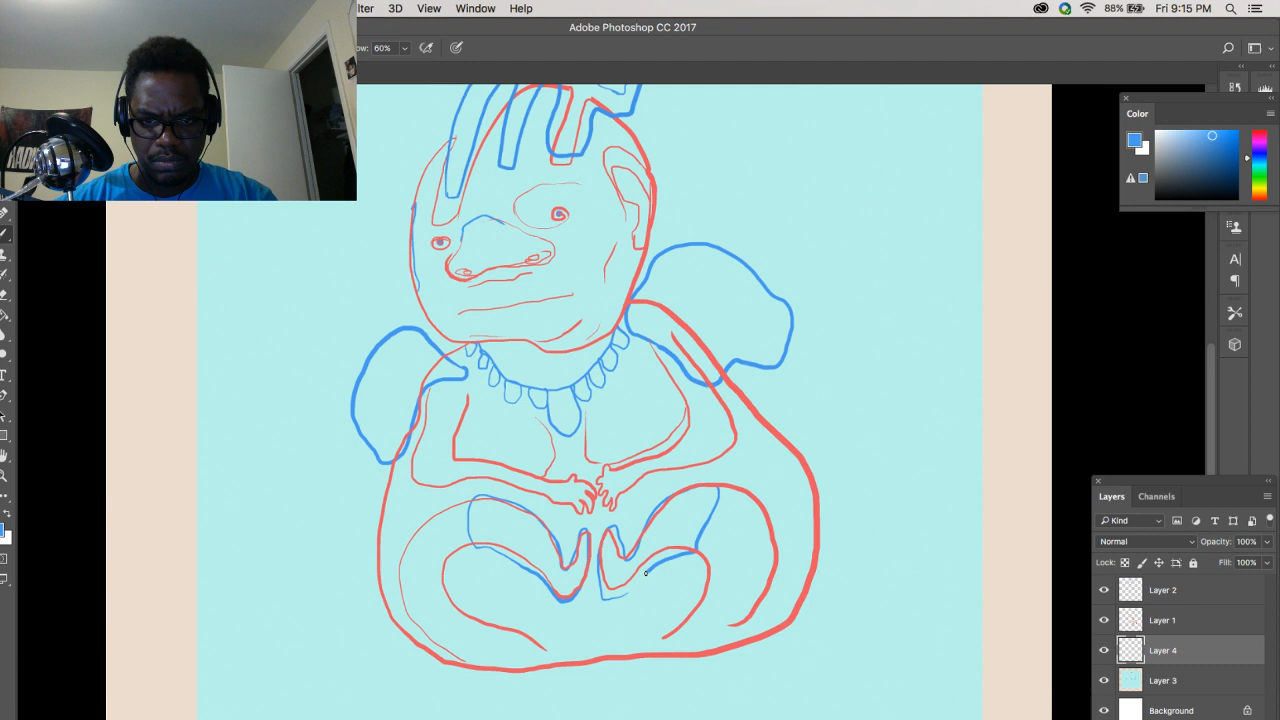 lter 3D View Window Help 88% Fri 9:15 PM
Adobe Photoshop CC 2017
ow: 60%
Color
A
Layers Channels
Kind T
Normal Opacity: 100%
Lock: Fill: 100%
Layer 2
Layer 1
Layer 4
Layer 3
Background
T